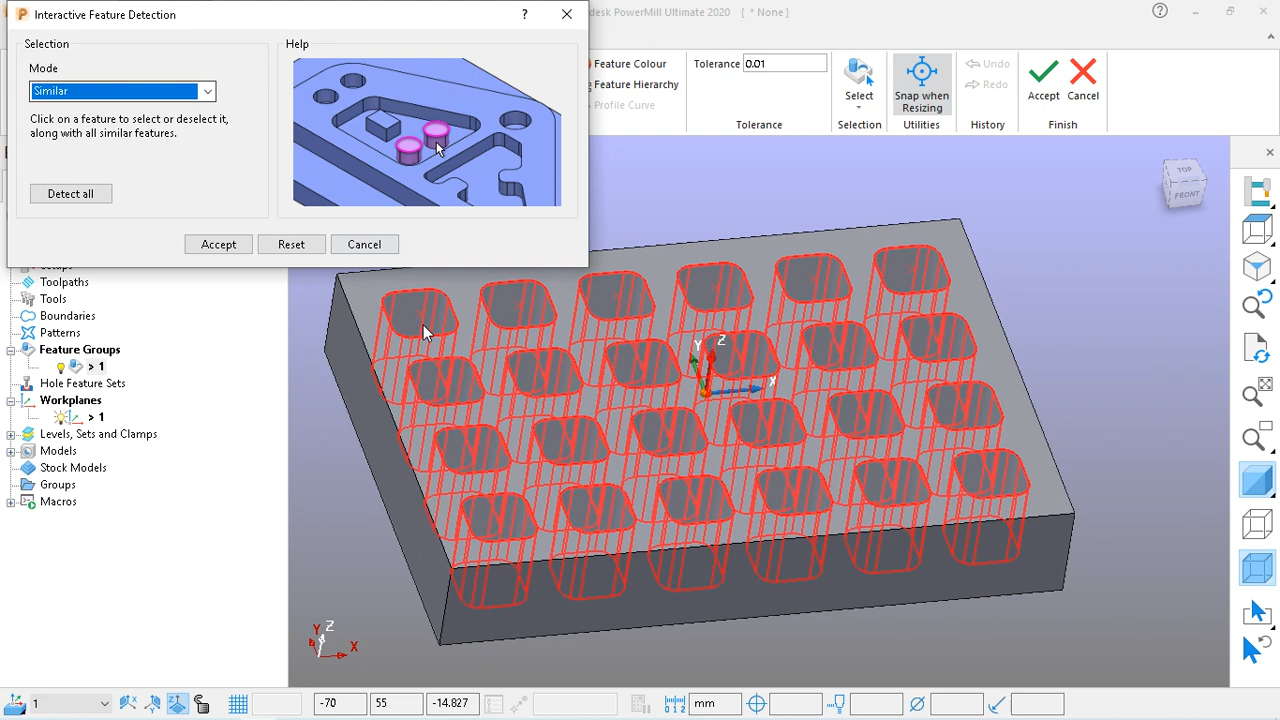 Interactive Feature Detection
?
desk PowerMill Ultimate 2020 [ * None ]
Selection
Help
Mode
Similar
Click on a feature to select or deselect it,
along with all similar features.
Detect all
Accept
Reset
Cancel
Feature Colour
Feature Hierarchy
Profile Curve
Tolerance 0.01
Tolerance
Select
Selection
Snap when
Resizing
Utilities
Undo
Redo
History
Accept
Cancel
Finish
Toolpaths
Tools
Boundaries
Patterns
Feature Groups
> 1
Hole Feature Sets
Workplanes
> 1
Levels, Sets and Clamps
Models
Stock Models
Groups
Macros
TOP
FRONT
Y
Z
X
Y
Z
X
1
-70
55
-14.827
mm